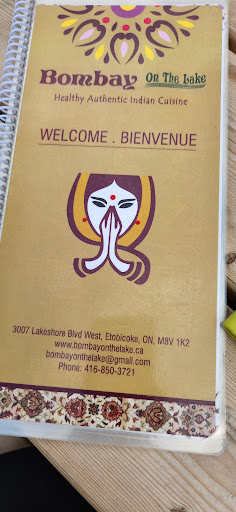 Bombay On The Lake
Healthy Authentic Indian Cuisine
WELCOME . BIENVENUE
3007 Lakeshore Blvd West, Etobicoke, ON, M8V 1K2
www.bombayonthelake.ca
bombayonthelake@gmail.com
Phone: 416-850-3721